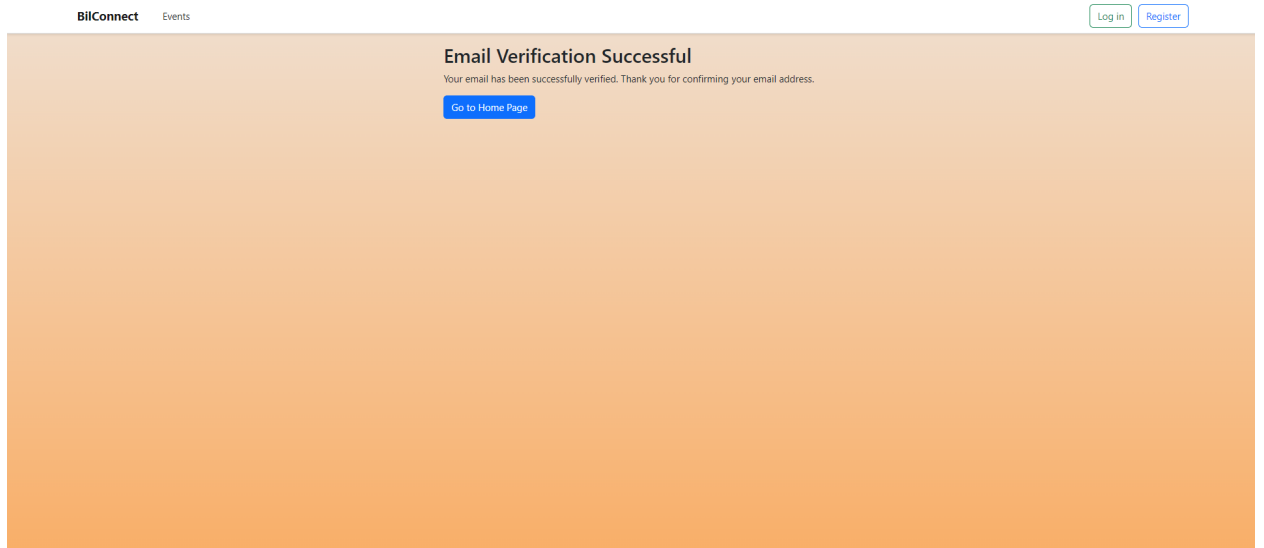 BilConnect Events Log in Register
Email Verification Successful
Your email has been successfully verified. Thank you for confirming your email address.
Go to Home Page